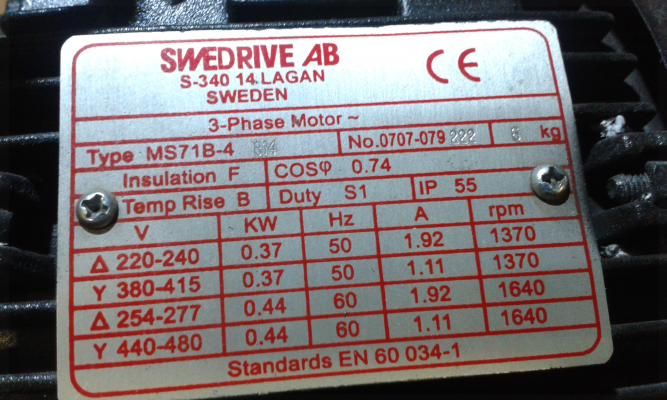 SWEDRIVE AB
S-340 14 LAGAN
SWEDEN
CE
3-Phase Motor ~
Type MS71B-4 B14 No.0707-079 222 6 kg
Insulation F COSφ 0.74
Temp Rise B Duty S1 IP 55
V KW Hz A rpm
Δ 220-240 0.37 50 1.92 1370
Y 380-415 0.37 50 1.11 1370
Δ 254-277 0.44 60 1.92 1640
Y 440-480 0.44 60 1.11 1640
Standards EN 60 034-1